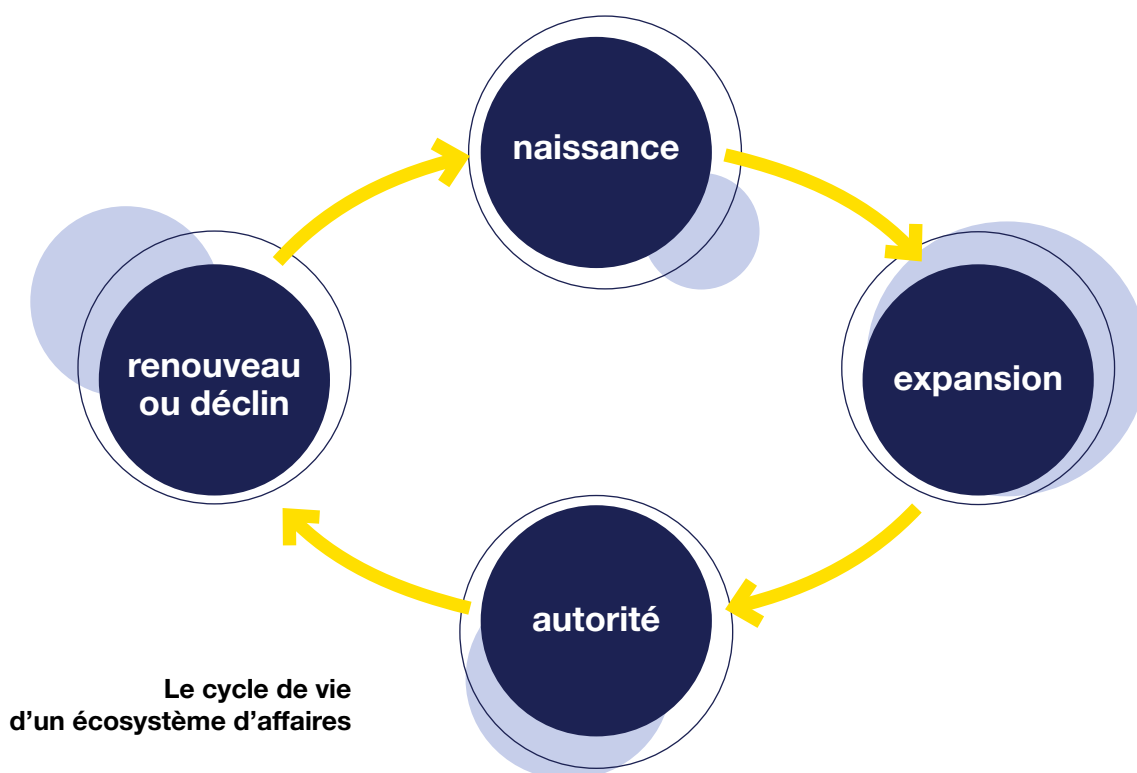 naissance
expansion
autorité
renouveau
ou déclin
Le cycle de vie
d'un écosystème d'affaires